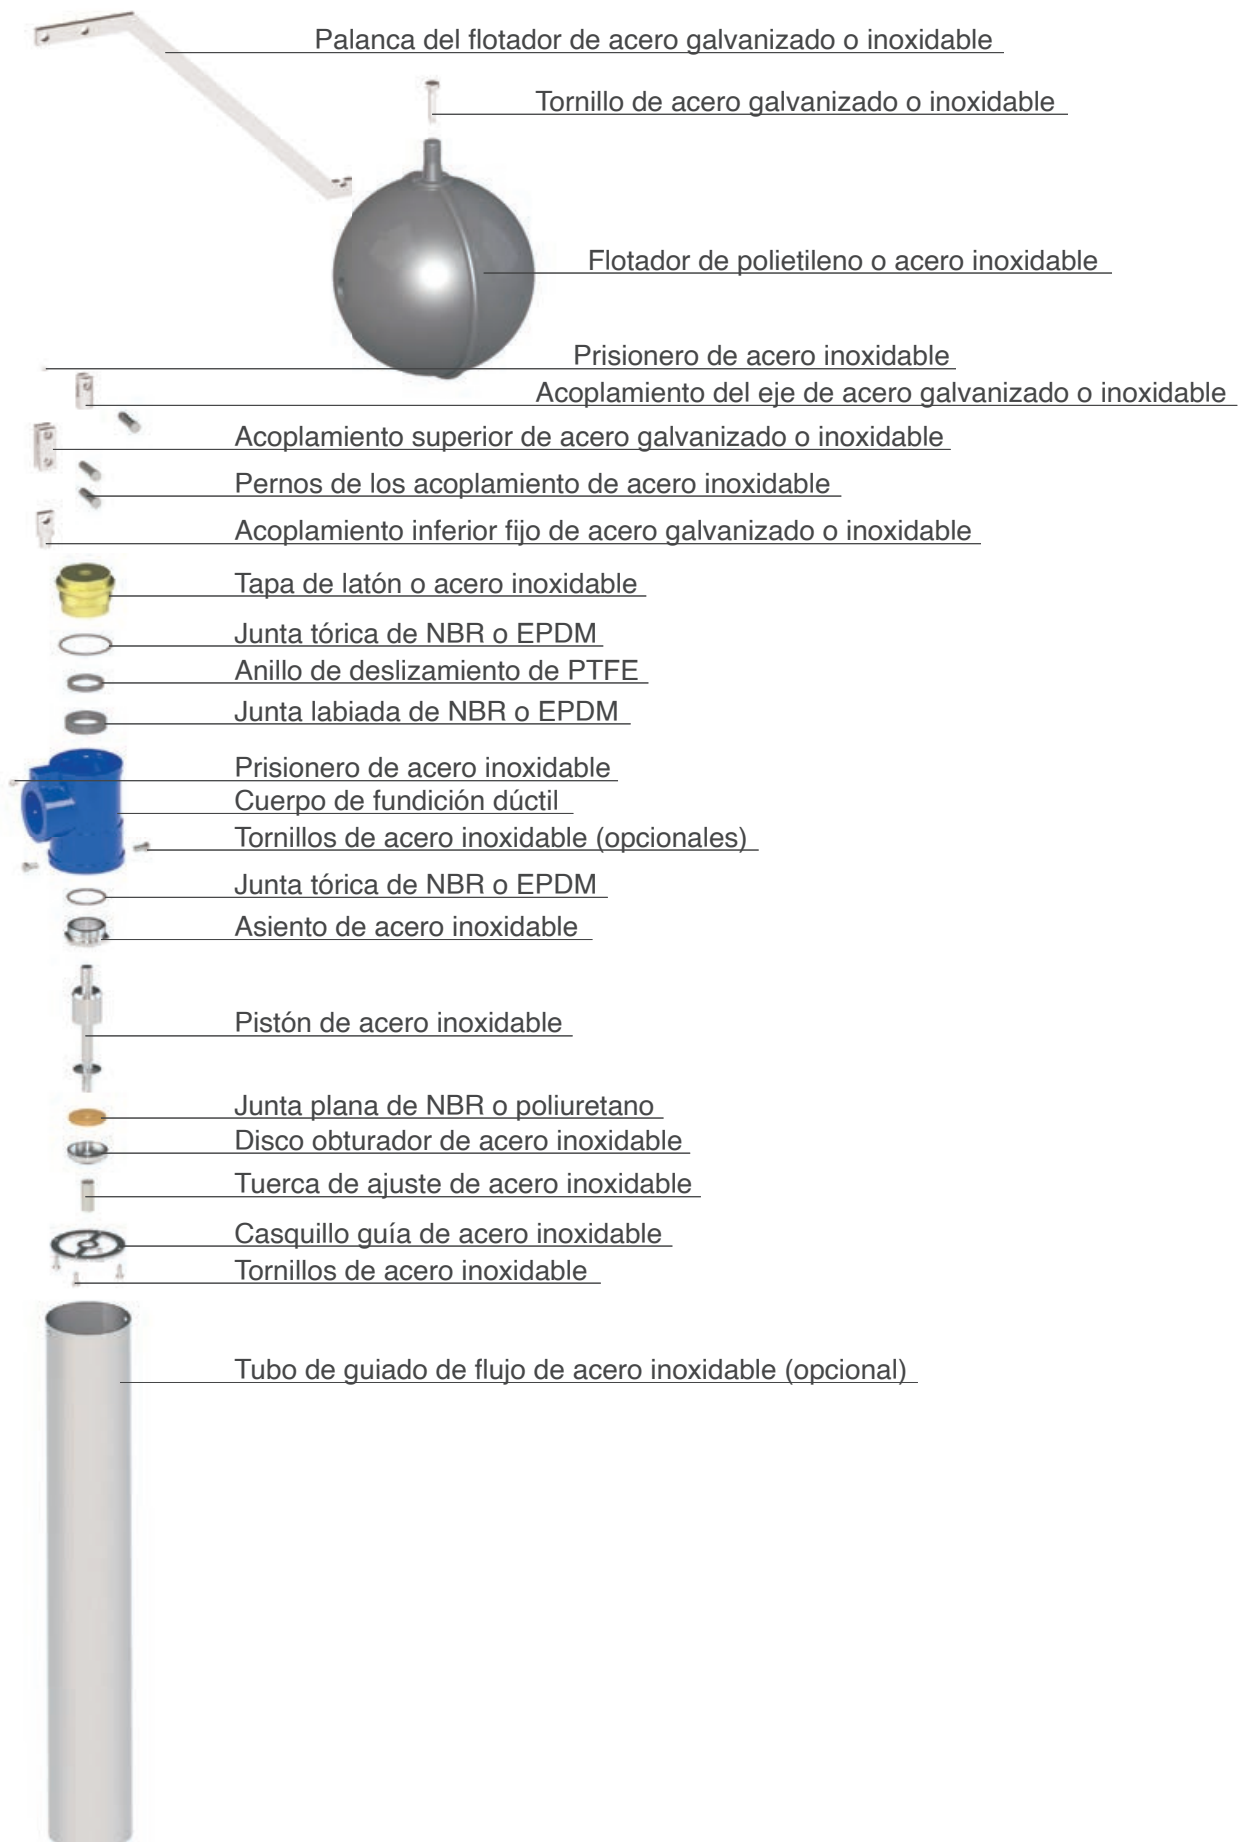 Palanca del flotador de acero galvanizado o inoxidable
Tornillo de acero galvanizado o inoxidable
Flotador de polietileno o acero inoxidable
Prisionero de acero inoxidable
Acoplamiento del eje de acero galvanizado o inoxidable
Acoplamiento superior de acero galvanizado o inoxidable
Pernos de los acoplamiento de acero inoxidable
Acoplamiento inferior fijo de acero galvanizado o inoxidable
Tapa de latón o acero inoxidable
Junta tórica de NBR o EPDM
Anillo de deslizamiento de PTFE
Junta labiada de NBR o EPDM
Prisionero de acero inoxidable
Cuerpo de fundición dúctil
Tornillos de acero inoxidable (opcionales)
Junta tórica de NBR o EPDM
Asiento de acero inoxidable
Pistón de acero inoxidable
Junta plana de NBR o poliuretano
Disco obturador de acero inoxidable
Tuerca de ajuste de acero inoxidable
Casquillo guía de acero inoxidable
Tornillos de acero inoxidable
Tubo de guiado de flujo de acero inoxidable (opcional)